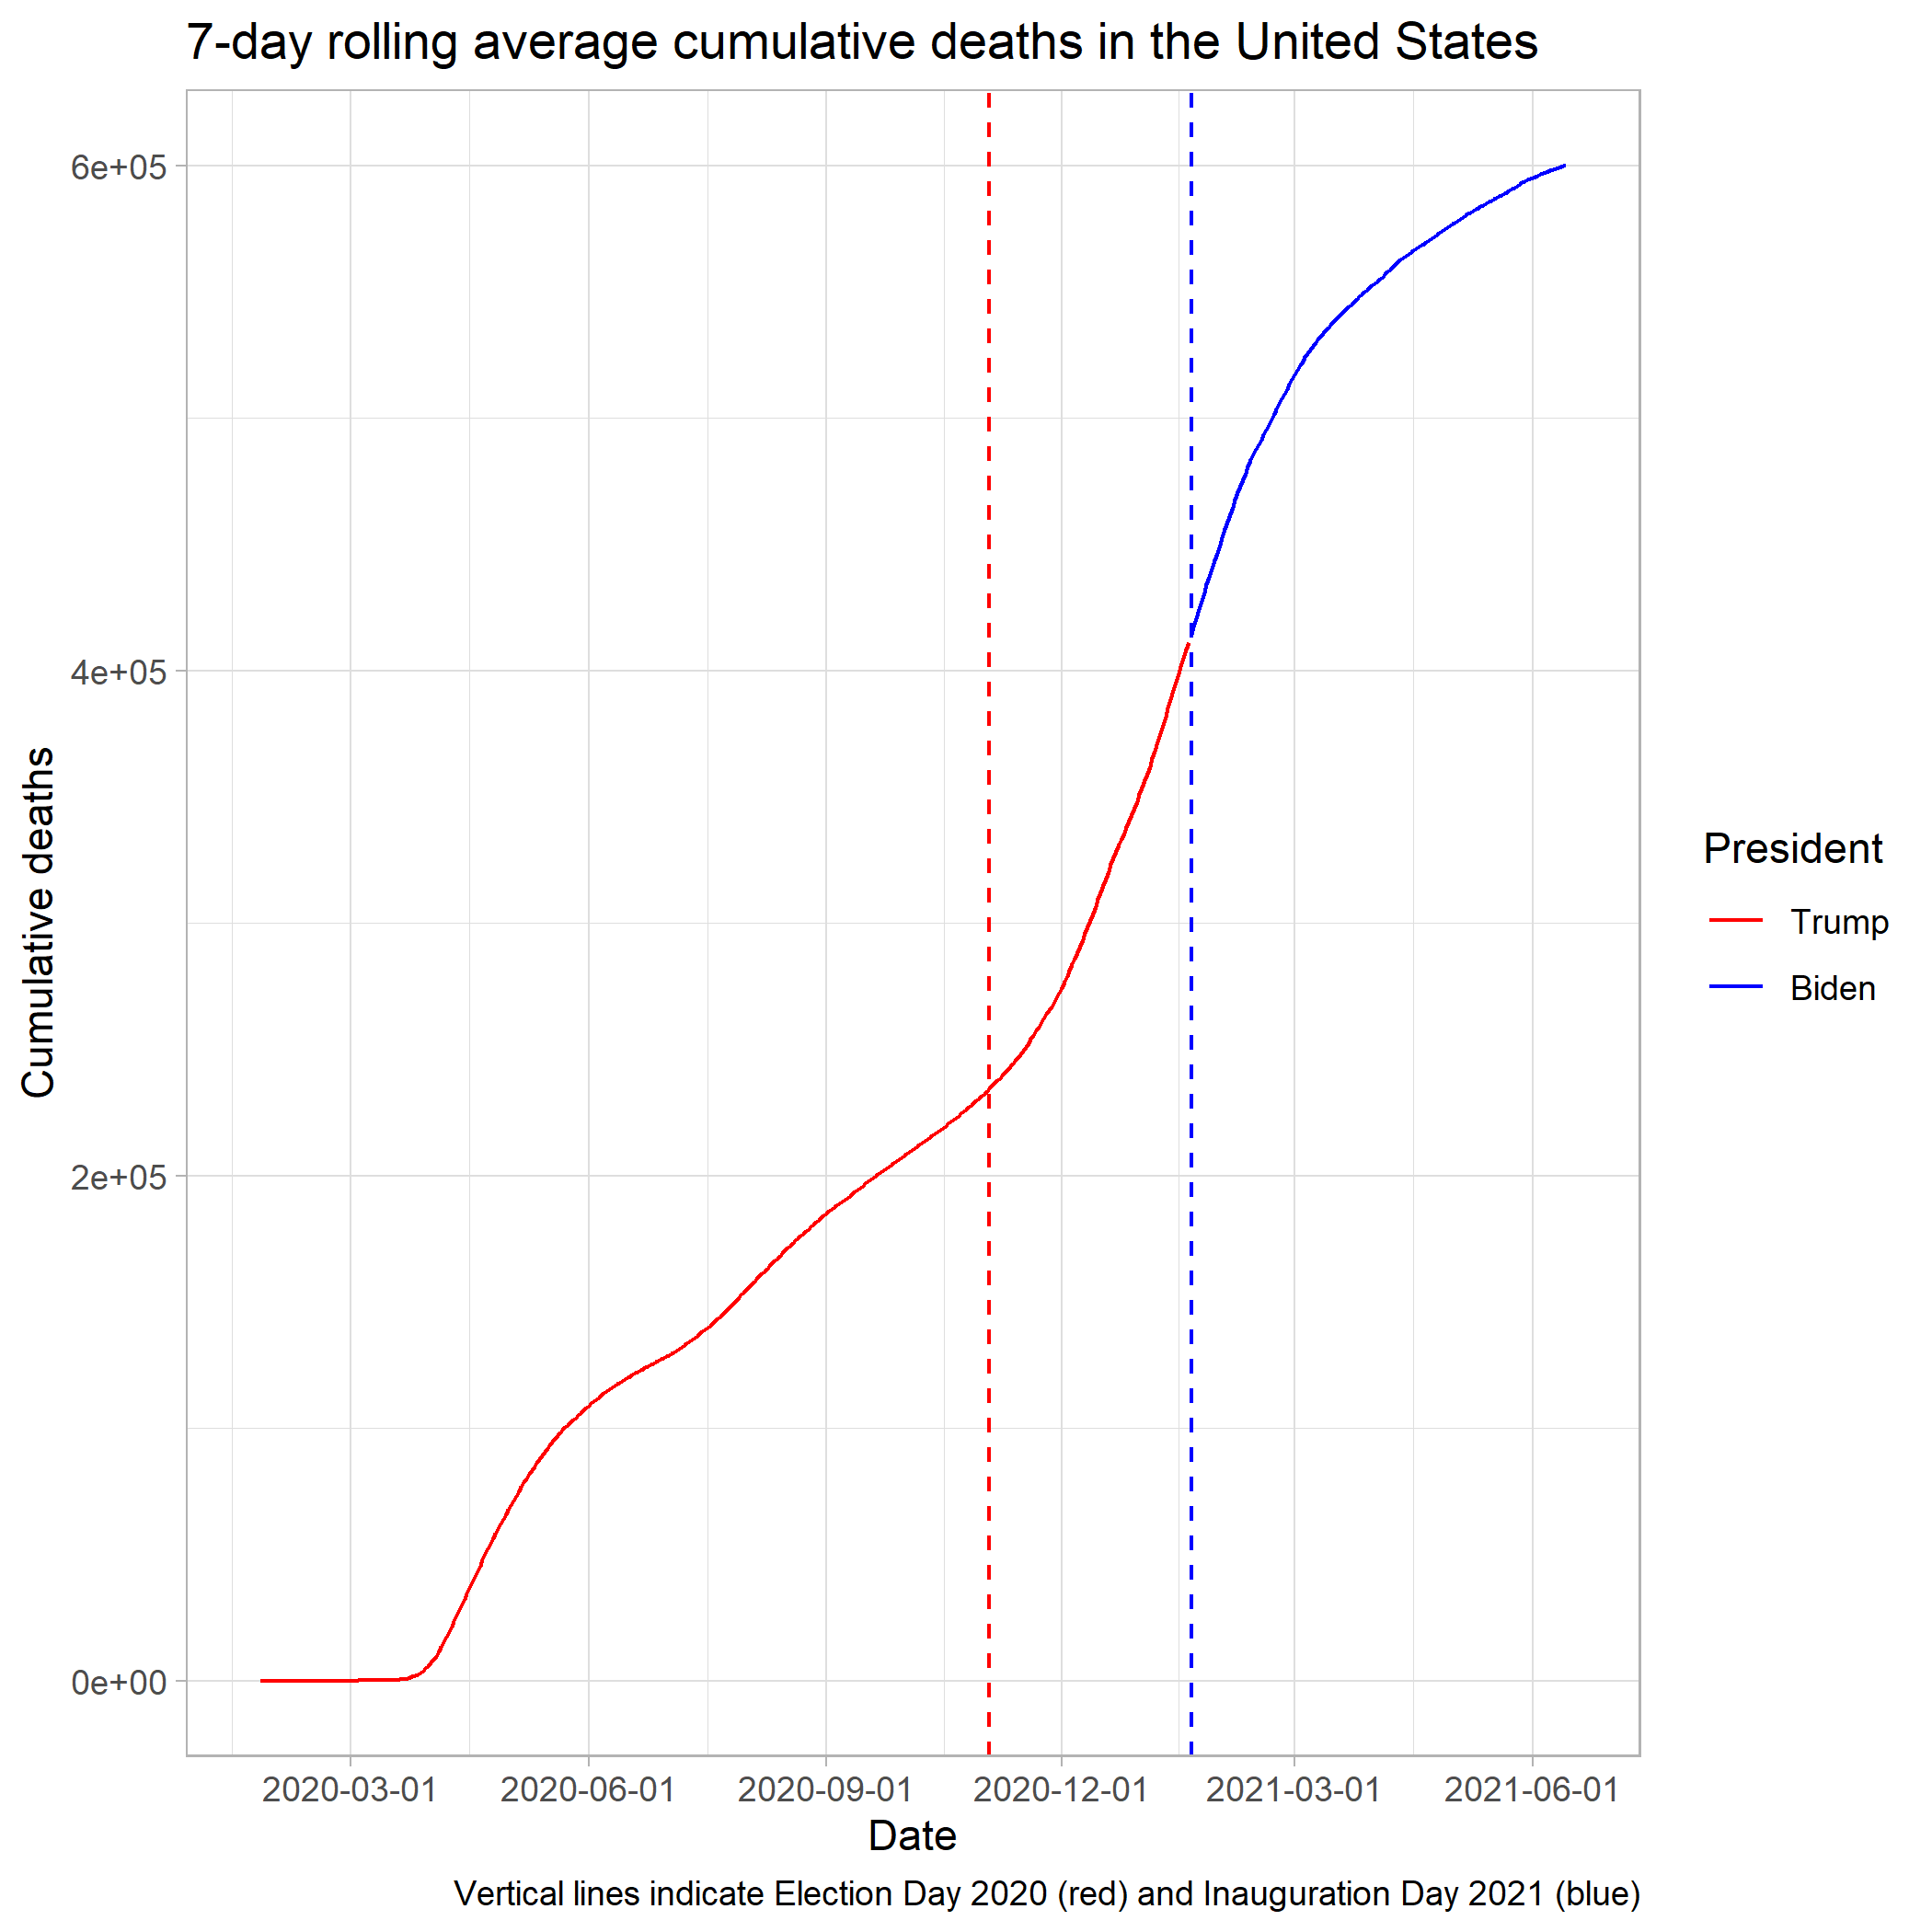 7-day rolling average cumulative deaths in the United States
6e+05
4e+05
2e+05
0e+00
Cumulative deaths
2020-03-01
2020-06-01
2020-09-01
2020-12-01
2021-03-01
2021-06-01
Date
President
Trump
Biden
Vertical lines indicate Election Day 2020 (red) and Inauguration Day 2021 (blue)